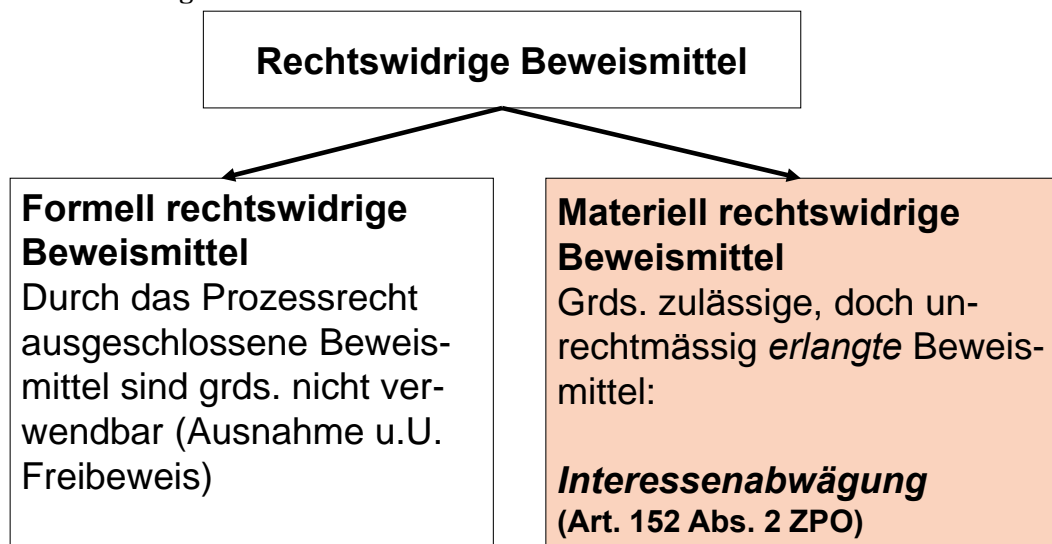 Rechtswidrige Beweismittel
Formell rechtswidrige
Beweismittel
Durch das Prozessrecht
ausgeschlossene Beweis-
mittel sind grds. nicht ver-
wendbar (Ausnahme u.U.
Freibeweis)
Materiell rechtswidrige
Beweismittel
Grds. zulässige, doch un-
rechtmässig erlangte Beweis-
mittel:
Interessenabwägung
(Art. 152 Abs. 2 ZPO)